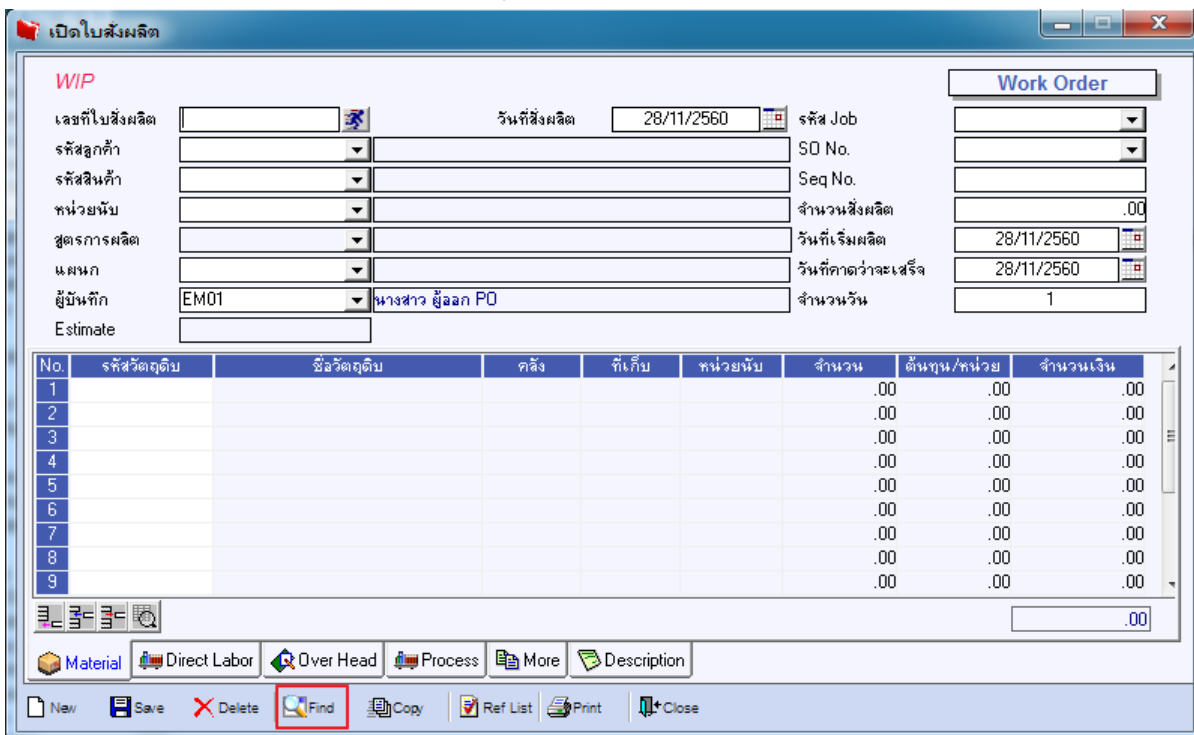 เปิดใบสั่งผลิต
WIP
Work Order
เลขที่ใบสั่งผลิต วันที่สั่งผลิต 28/11/2560 รหัส Job
รหัสลูกค้า SO No.
รหัสสินค้า Seq No.
หน่วยนับ จำนวนสั่งผลิต .00
สูตรการผลิต วันที่เริ่มผลิต 28/11/2560
แผนก วันที่คาดว่าจะเสร็จ 28/11/2560
ผู้บันทึก EM01 นางสาว ผู้ออก PO จำนวนวัน 1
Estimate
No. รหัสวัตถุดิบ ชื่อวัตถุดิบ คลัง ที่เก็บ หน่วยนับ จำนวน ต้นทุน/หน่วย จำนวนเงิน
1 .00 .00 .00
2 .00 .00 .00
3 .00 .00 .00
4 .00 .00 .00
5 .00 .00 .00
6 .00 .00 .00
7 .00 .00 .00
8 .00 .00 .00
9 .00 .00 .00
.00
Material Direct Labor Over Head Process More Description
New Save Delete Find Copy Ref List Print Close